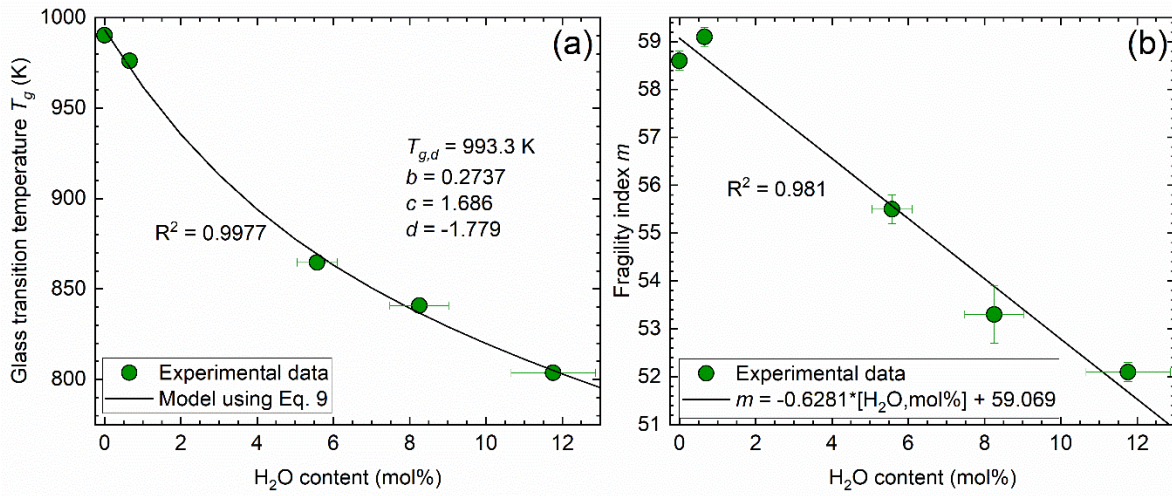 (a)
Glass transition temperature T_g (K)
1000
950
900
850
800
T_g,d = 993.3 K
b = 0.2737
c = 1.686
d = -1.779
R² = 0.9977
Experimental data
Model using Eq. 9
0 2 4 6 8 10 12
H₂O content (mol%)
(b)
Fragility index m
59
58
57
56
55
54
53
52
51
R² = 0.981
Experimental data
m = -0.6281*[H₂O,mol%] + 59.069
0 2 4 6 8 10 12
H₂O content (mol%)